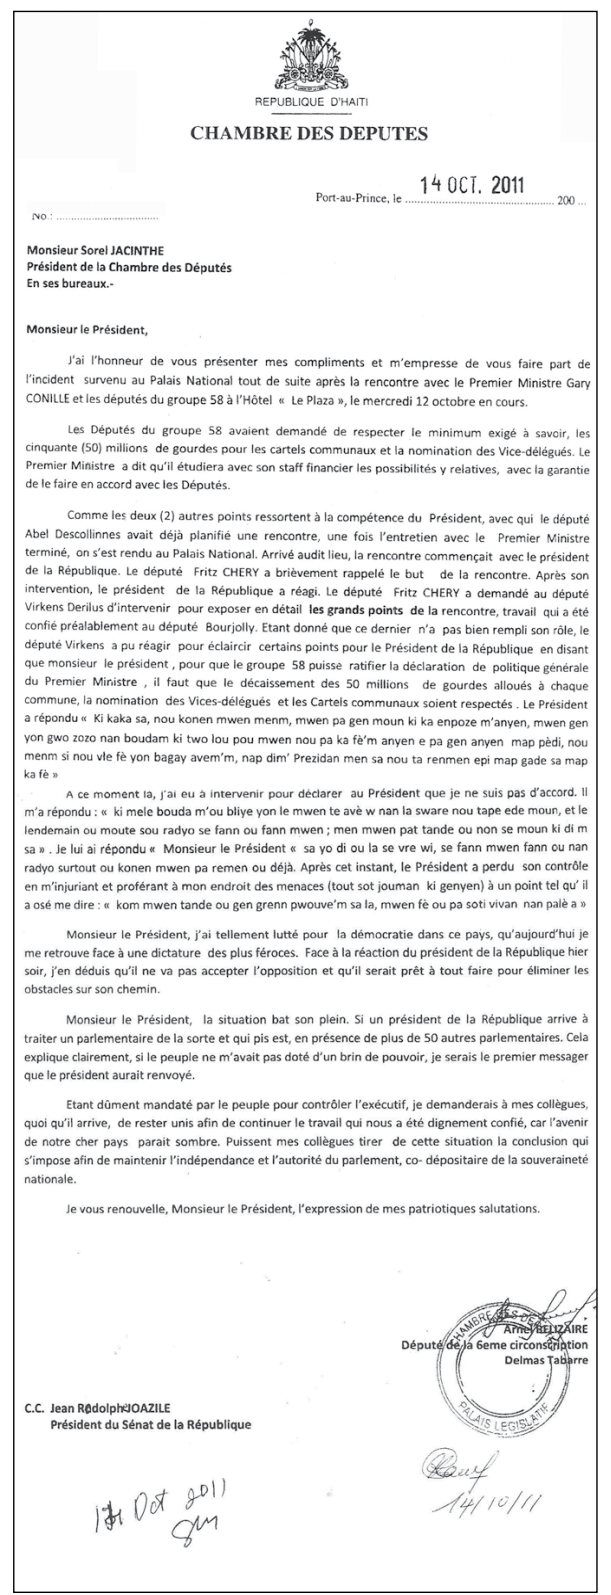 REPUBLIQUE D'HAITI
CHAMBRE DES DEPUTES
14 OCT. 2011
Port-au-Prince, le ................................................ 200 ...
No.: ..................................
Monsieur Sorel JACINTHE
Président de la Chambre des Députés
En ses bureaux.-
Monsieur le Président,
J'ai l'honneur de vous présenter mes compliments et m'empresse de vous faire part de
l'incident survenu au Palais National tout de suite après la rencontre avec le Premier Ministre Gary
CONILLE et les députés du groupe 58 à l'Hôtel « Le Plaza », le mercredi 12 octobre en cours.
Les Députés du groupe 58 avaient demandé de respecter le minimum exigé à savoir, les
cinquante (50) millions de gourdes pour les cartels communaux et la nomination des Vice-délégués. Le
Premier Ministre a dit qu'il étudiera avec son staff financier les possibilités y relatives, avec la garantie
de le faire en accord avec les Députés.
Comme les deux (2) autres points ressortent à la compétence du Président, avec qui le député
Abel Descollinnes avait déjà planifié une rencontre, une fois l'entretien avec le Premier Ministre
terminé, on s'est rendu au Palais National. Arrivé audit lieu, la rencontre commençait avec le président
de la République. Le député Fritz CHERY a brièvement rappelé le but de la rencontre. Après son
intervention, le président de la République a réagi. Le député Fritz CHERY a demandé au député
Virkens Derilus d'intervenir pour exposer en détail les grands points de la rencontre, travail qui a été
confié préalablement au député Bourjolly. Etant donné que ce dernier n'a pas bien rempli son rôle, le
député Virkens a pu réagir pour éclaircir certains points pour le Président de la République en disant
que monsieur le président , pour que le groupe 58 puisse ratifier la déclaration de politique générale
du Premier Ministre , il faut que le décaissement des 50 millions de gourdes alloués à chaque
commune, la nomination des Vices-délégués et les Cartels communaux soient respectés . Le Président
a répondu « Ki kaka sa, nou konen mwen menm, mwen pa gen moun ki ka enpoze m'anyen, mwen gen
yon gwo zozo nan boudam ki two lou pou mwen nou pa ka fè'm anyen e pa gen anyen map pèdi, nou
menm si nou vle fè yon bagay avem'm, nap dim' Prezidan men sa nou ta renmen epi map gade sa map
ka fè »
A ce moment là, j'ai eu à intervenir pour déclarer au Président que je ne suis pas d'accord. Il
m'a répondu : « ki mele bouda m'ou bliye yon le mwen te avè w nan la sware nou tape ede moun, et le
lendemain ou moute sou radyo se fann ou fann mwen ; men mwen pat tande ou non se moun ki di m
sa » . Je lui ai répondu « Monsieur le Président « sa yo di ou la se vre wi, se fann mwen fann ou nan
radyo surtout ou konen mwen pa remen ou déjà. Après cet instant, le Président a perdu son contrôle
en m'injuriant et proférant à mon endroit des menaces (tout sot jouman ki genyen) à un point tel qu' il
a osé me dire : « kom mwen tande ou gen grenn pwouve'm sa la, mwen fè ou pa soti vivan nan palè a »
Monsieur le Président, j'ai tellement lutté pour la démocratie dans ce pays, qu'aujourd'hui je
me retrouve face à une dictature des plus féroces. Face à la réaction du président de la République hier
soir, j'en déduis qu'il ne va pas accepter l'opposition et qu'il serait prêt à tout faire pour éliminer les
obstacles sur son chemin.
Monsieur le Président, la situation bat son plein. Si un président de la République arrive à
traiter un parlementaire de la sorte et qui pis est, en présence de plus de 50 autres parlementaires. Cela
explique clairement, si le peuple ne m'avait pas doté d'un brin de pouvoir, je serais le premier messager
que le président aurait renvoyé.
Etant dûment mandaté par le peuple pour contrôler l'exécutif, je demanderais à mes collègues,
quoi qu'il arrive, de rester unis afin de continuer le travail qui nous a été dignement confié, car l'avenir
de notre cher pays parait sombre. Puissent mes collègues tirer de cette situation la conclusion qui
s'impose afin de maintenir l'indépendance et l'autorité du parlement, co- dépositaire de la souveraineté
nationale.
Je vous renouvelle, Monsieur le Président, l'expression de mes patriotiques salutations.
Arnel BELIZAIRE
Député de la 6eme circonscription
Delmas Tabarre
CHAMBRE DES DE
PALAIS LEGISLATIF
C.C. Jean Rodolph JOAZILE
Président du Sénat de la République
14 Oct 2011
14/10/11